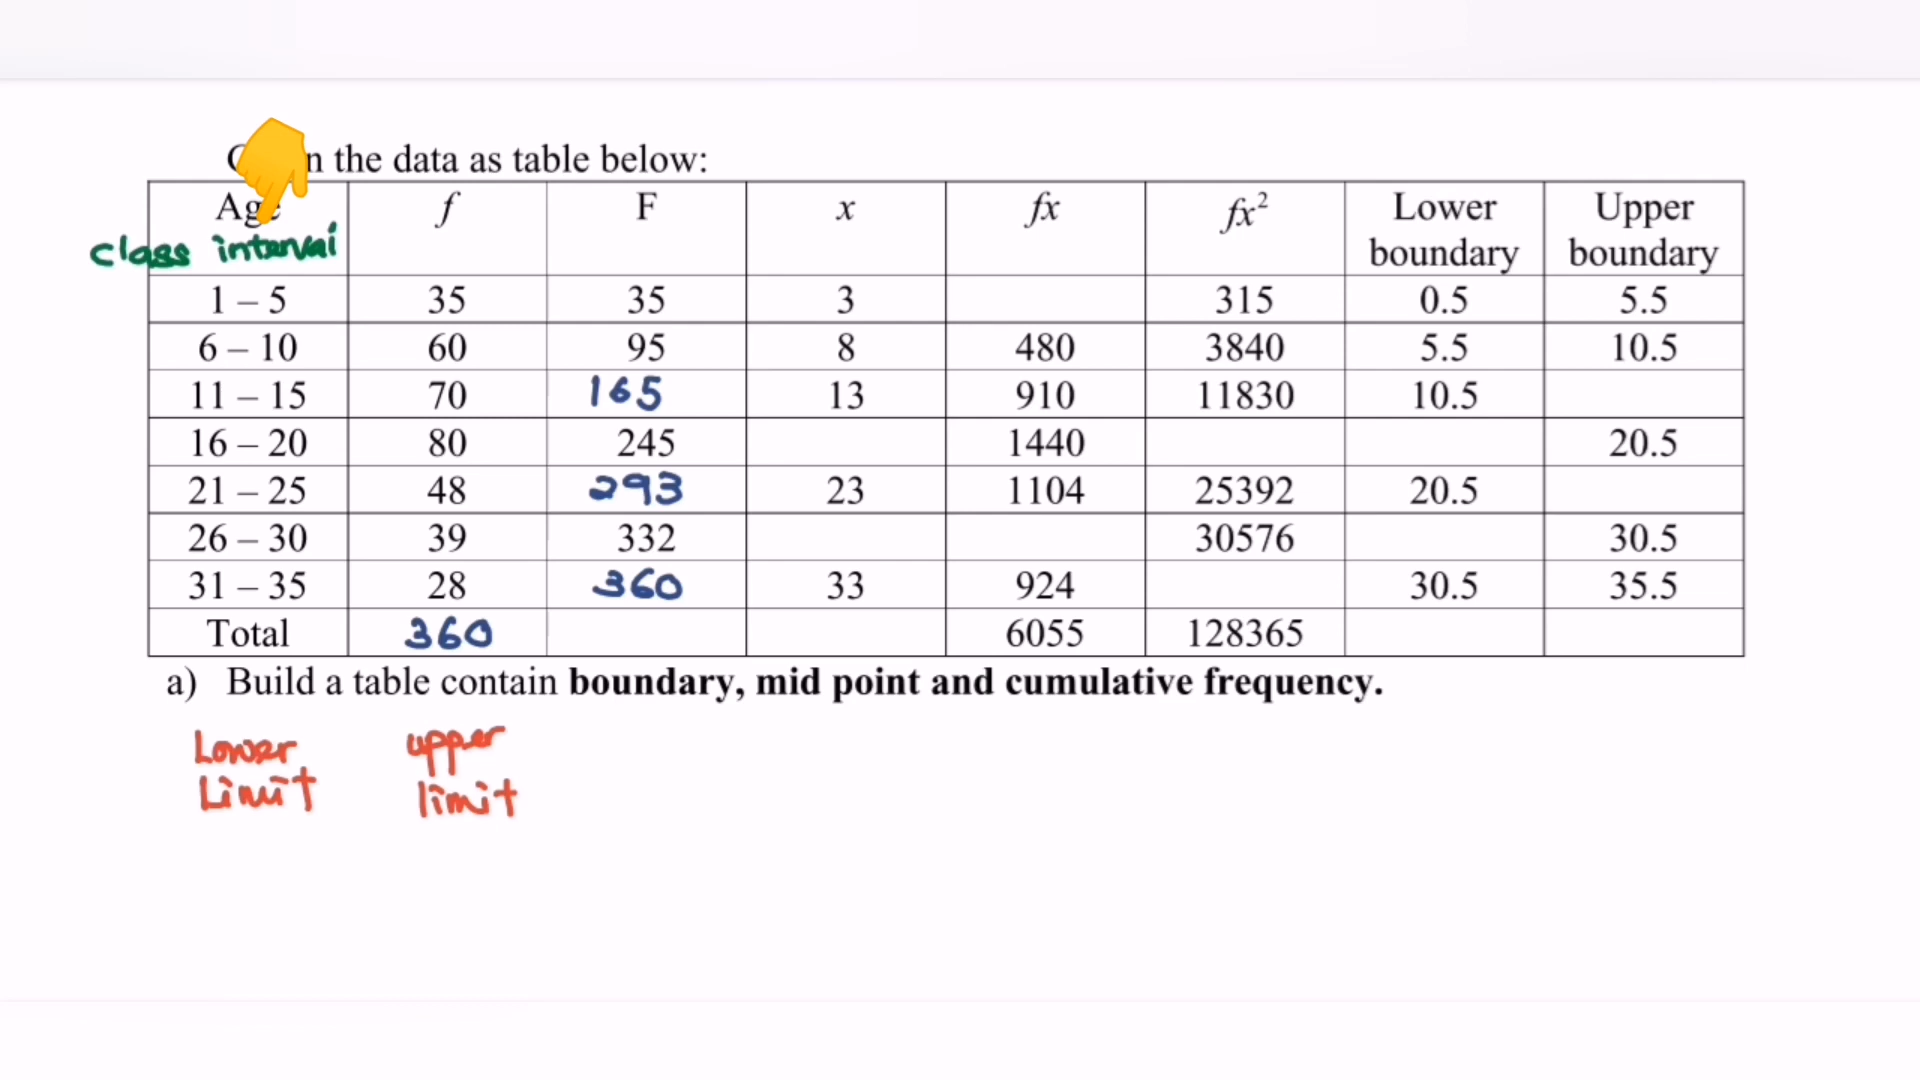 n the data as table below:
Age f F x fx fx² Lower boundary Upper boundary
class interval
1 – 5 35 35 3 315 0.5 5.5
6 – 10 60 95 8 480 3840 5.5 10.5
11 – 15 70 165 13 910 11830 10.5
16 – 20 80 245 1440 20.5
21 – 25 48 293 23 1104 25392 20.5
26 – 30 39 332 30576 30.5
31 – 35 28 360 33 924 30.5 35.5
Total 360 6055 128365
a) Build a table contain boundary, mid point and cumulative frequency.
Lower upper
Limit limit